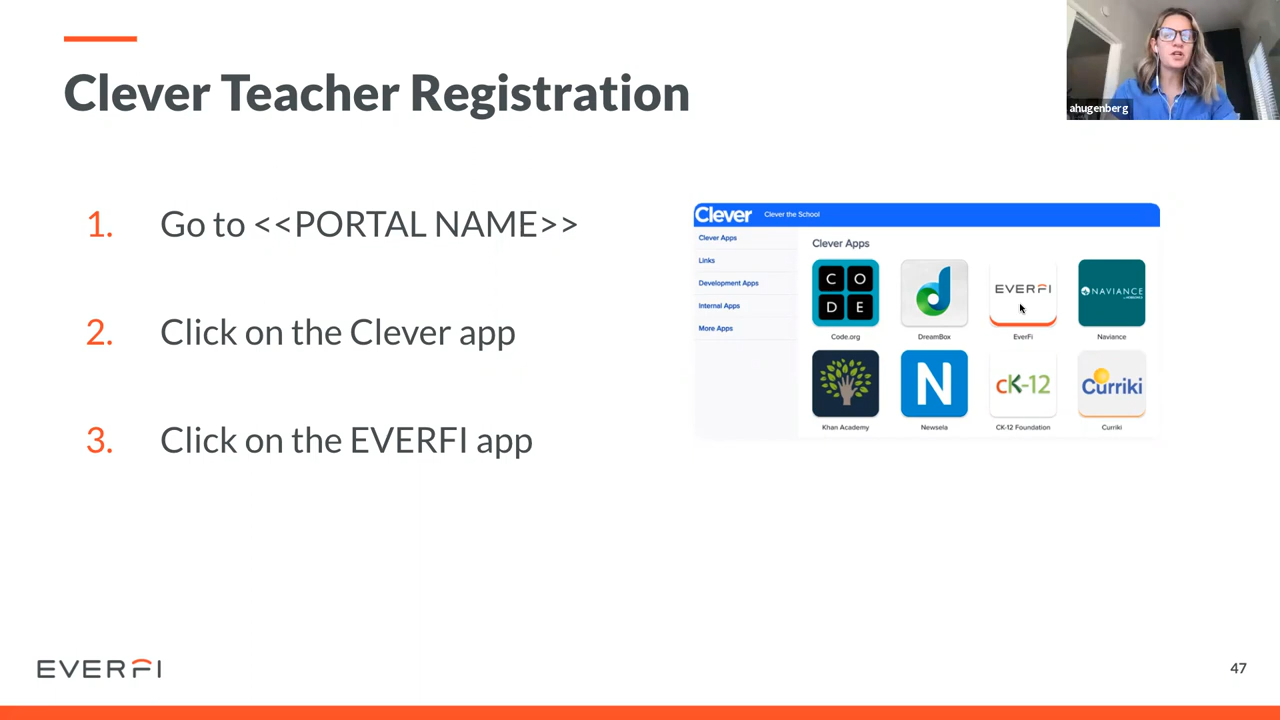 Clever Teacher Registration
ahugenberg
1. Go to <<PORTAL NAME>>
2. Click on the Clever app
3. Click on the EVERFI app
Clever Clever the School
Clever Apps
Links
Development Apps
Internal Apps
More Apps
Clever Apps
C O
D E
EVERFI
NAVIANCE
Code.org
DreamBox
EverFi
Naviance
N
cK-12
Curriki
Khan Academy
Newsela
CK-12 Foundation
Curriki
EVERFI
47